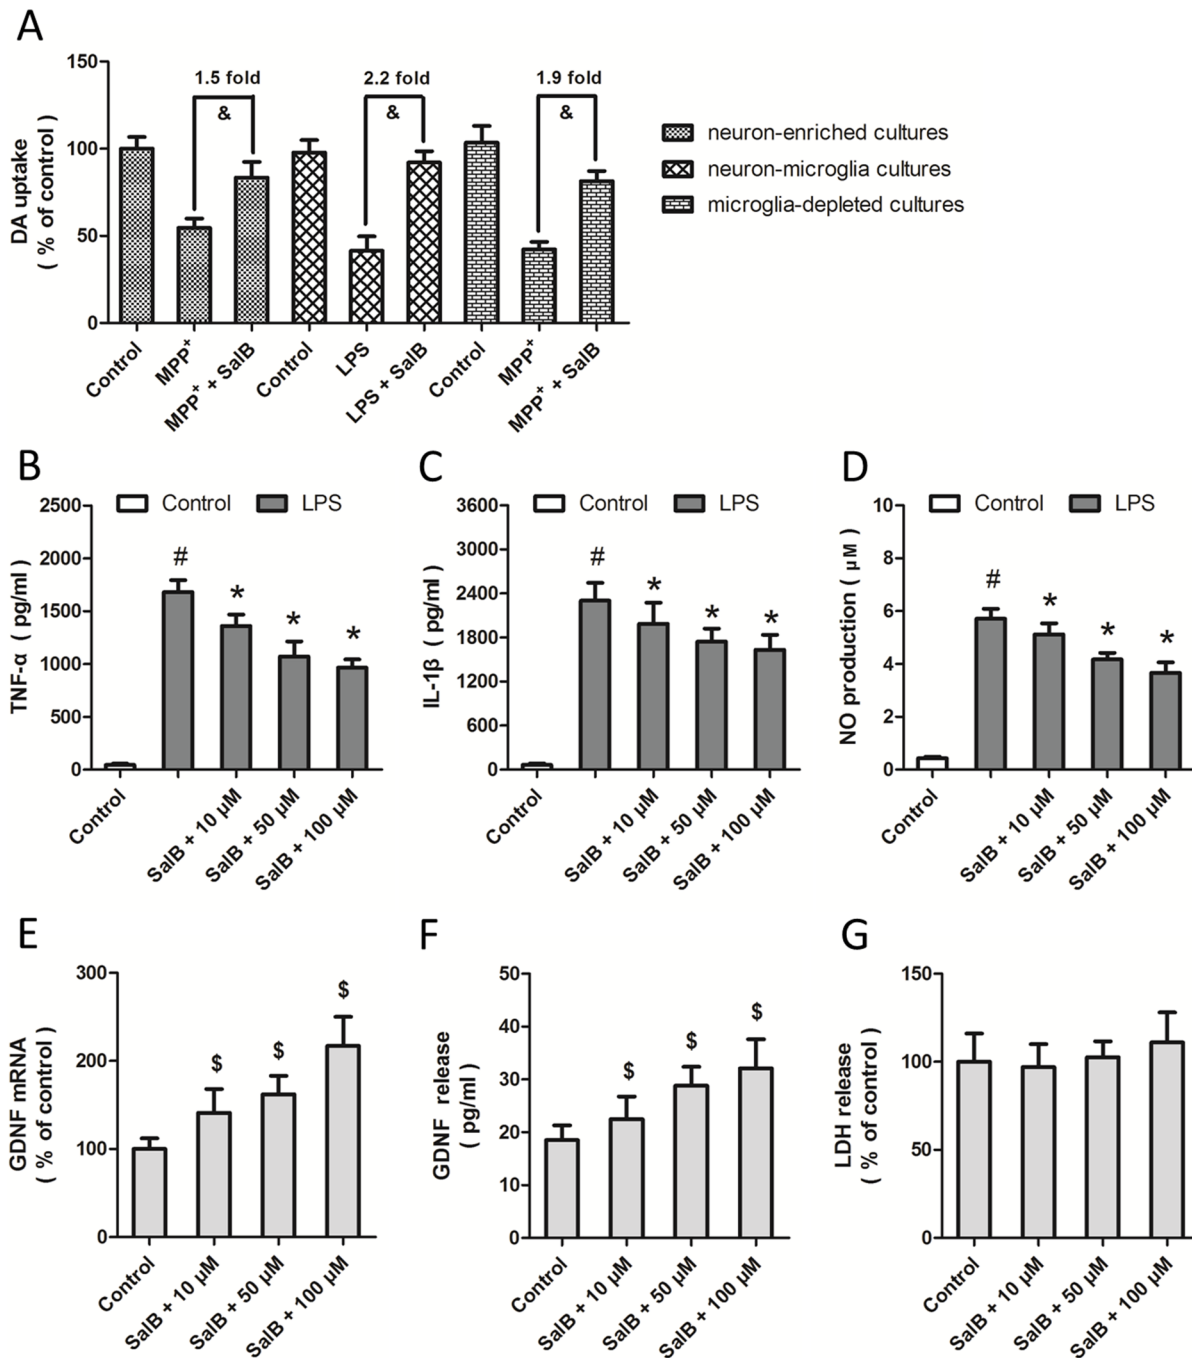 A
DA uptake
( % of control )
150
100
50
0
1.5 fold
&
2.2 fold
&
1.9 fold
&
Control
MPP+
MPP+ + SalB
Control
LPS
LPS + SalB
Control
MPP+
MPP+ + SalB
neuron-enriched cultures
neuron-microglia cultures
microglia-depleted cultures
B
TNF-α ( pg/ml )
2500
2000
1500
1000
500
0
Control
LPS
#
*
*
*
Control
SalB + 10 μM
SalB + 50 μM
SalB + 100 μM
C
IL-1β ( pg/ml )
3600
3000
2400
1800
1200
600
0
Control
LPS
#
*
*
*
Control
SalB + 10 μM
SalB + 50 μM
SalB + 100 μM
D
NO production ( μM )
10
8
6
4
2
0
Control
LPS
#
*
*
*
Control
SalB + 10 μM
SalB + 50 μM
SalB + 100 μM
E
GDNF mRNA
( % of control )
300
200
100
0
$
$
$
Control
SalB + 10 μM
SalB + 50 μM
SalB + 100 μM
F
GDNF release
( pg/ml )
50
40
30
20
10
0
$
$
$
Control
SalB + 10 μM
SalB + 50 μM
SalB + 100 μM
G
LDH release
( % of control )
150
100
50
0
Control
SalB + 10 μM
SalB + 50 μM
SalB + 100 μM